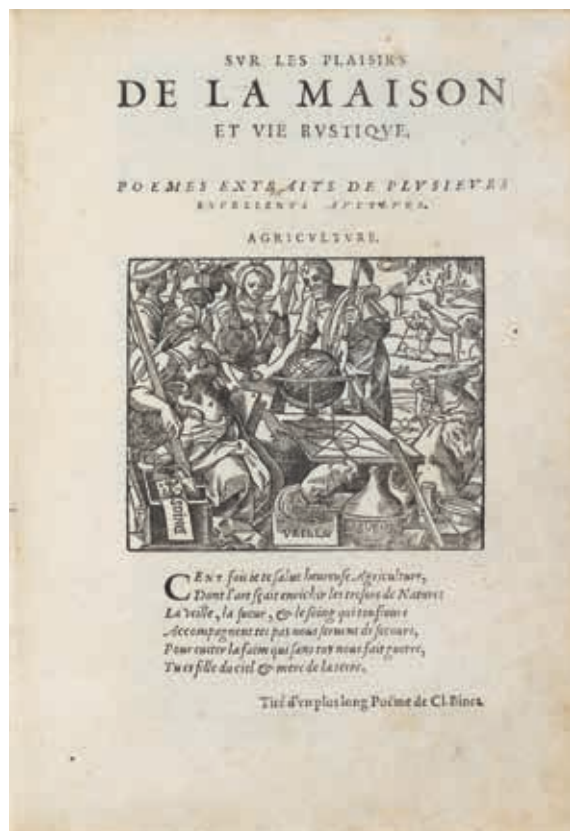 SVR LES PLAISIRS
DE LA MAISON
ET VIE RVSTIQVE,
POEMES EXTRAITS DE PLVSIEVRS
EXCELLENTS AVTEVRS.
AGRICVLTVRE.
VEILLE
CENT fois ie te salue heureuse Agriculture,
Dont l'art sçait enrichir les tresors de Nature:
La veille, la sueur, & le soing qui tousiours
Accompagnent tes pas nous seruent de secours,
Pour euiter la faim qui sans toy nous fait guerre,
Tu es fille du ciel & mere de la terre.
Tiré d'vn plus long Poëme de Cl. Binet.